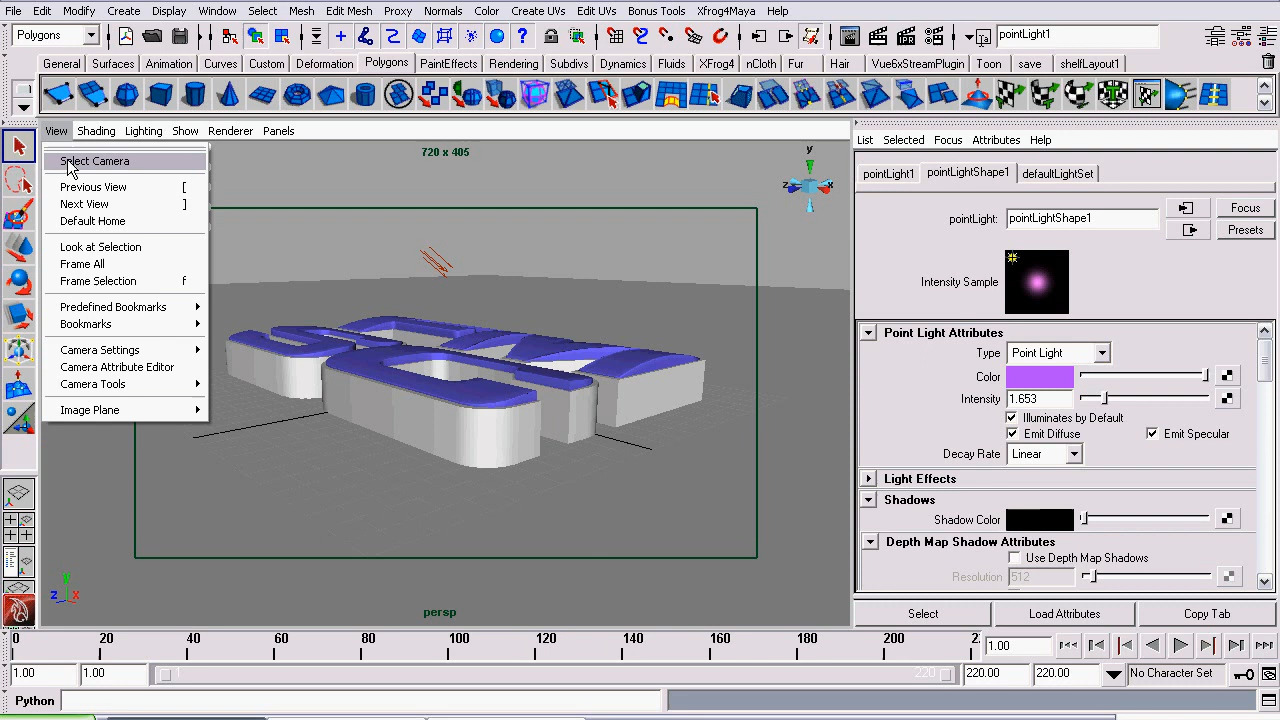 File Edit Modify Create Display Window Select Mesh Edit Mesh Proxy Normals Color Create UVs Edit UVs Bonus Tools Xfrog4Maya Help
Polygons
pointLight1
General Surfaces Animation Curves Custom Deformation Polygons PaintEffects Rendering Subdivs Dynamics Fluids XFrog4 nCloth Fur Hair Vue6xStreamPlugin Toon save shelfLayout1
View Shading Lighting Show Renderer Panels
List Selected Focus Attributes Help
720 x 405
y
z
x
Select Camera
Previous View [
Next View ]
Default Home
Look at Selection
Frame All
Frame Selection f
Predefined Bookmarks
Bookmarks
Camera Settings
Camera Attribute Editor
Camera Tools
Image Plane
persp
y
z x
pointLight1 pointLightShape1 defaultLightSet
pointLight: pointLightShape1
Focus
Presets
Intensity Sample
Point Light Attributes
Type Point Light
Color
Intensity 1.653
Illuminates by Default
Emit Diffuse Emit Specular
Decay Rate Linear
Light Effects
Shadows
Shadow Color
Depth Map Shadow Attributes
Use Depth Map Shadows
Resolution 512
Select Load Attributes Copy Tab
0 20 40 60 80 100 120 140 160 180 200 2 1.00
1.00 1.00 1 220 220.00 220.00 No Character Set
Python